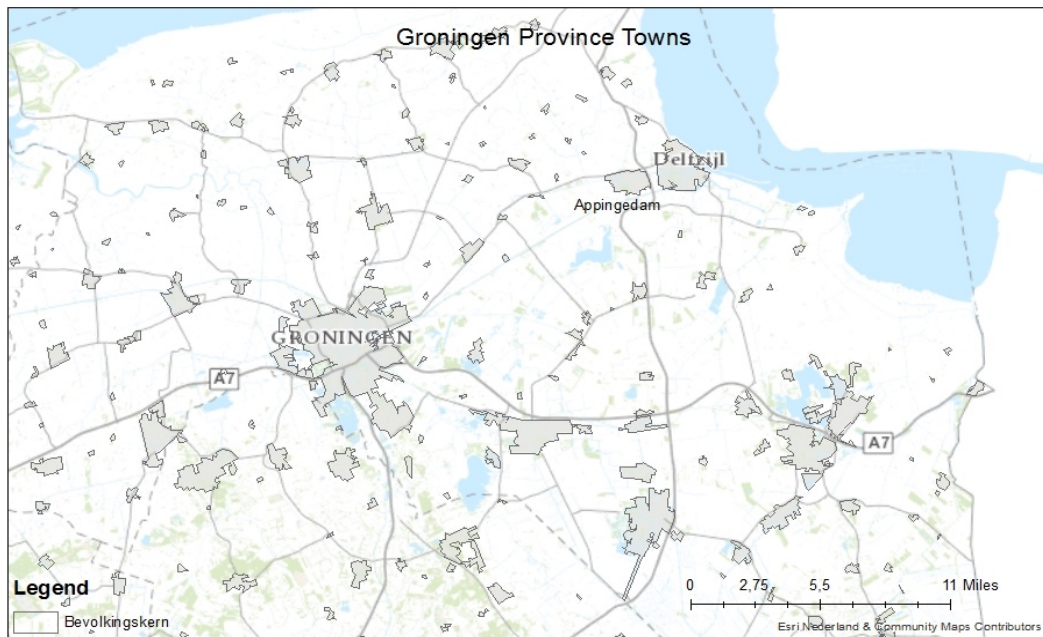 Groningen Province Towns
Delfzijl
Appingedam
GRONINGEN
A7
A7
Legend
Bevolkingskern
0 2,75 5,5 11 Miles
Esri Nederland & Community Maps Contributors